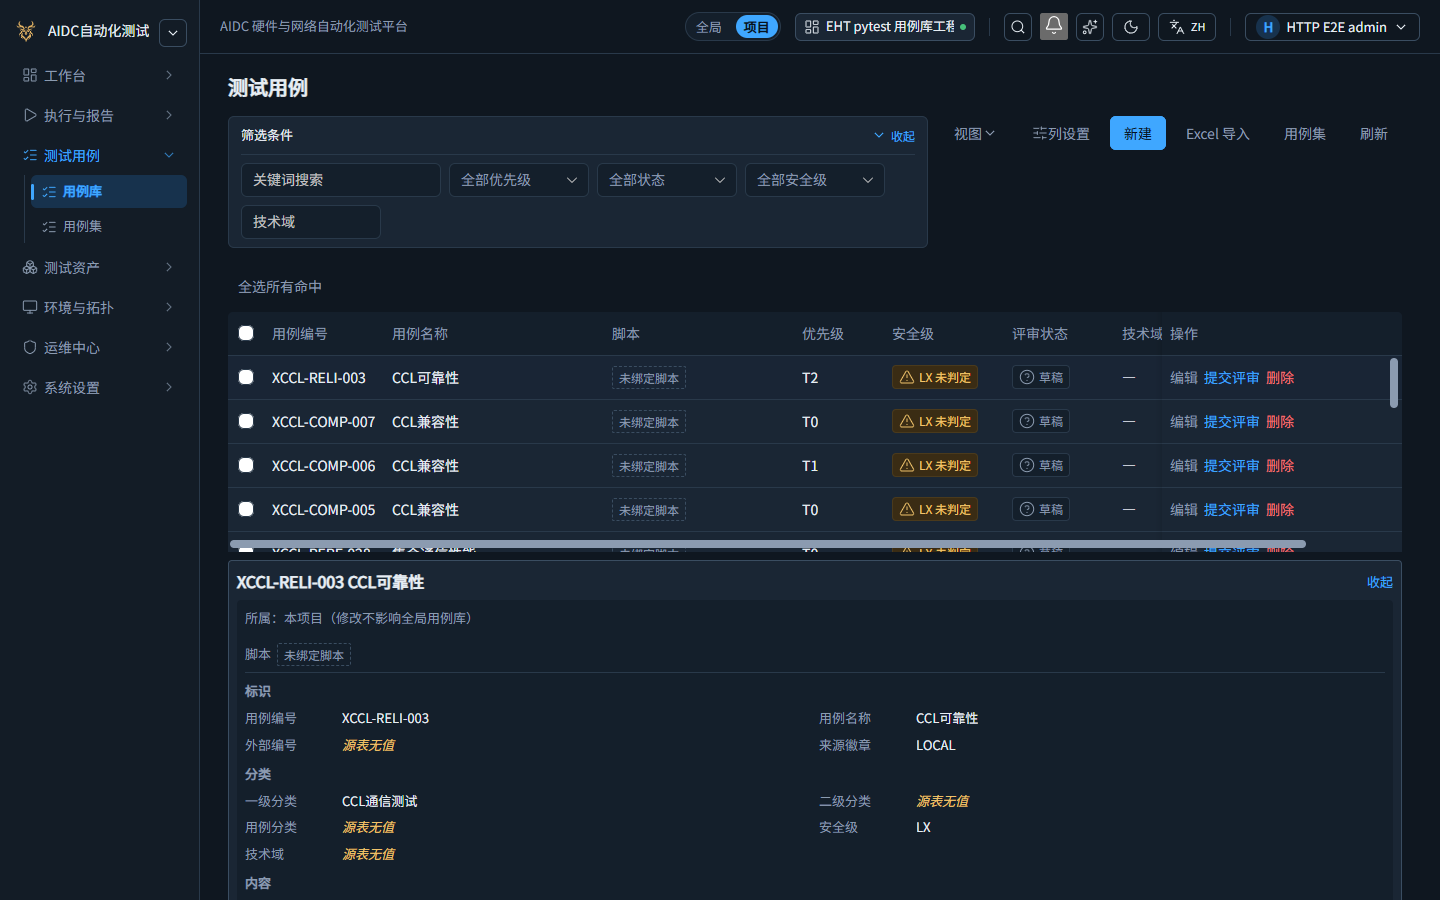 AIDC自动化测试
AIDC 硬件与网络自动化测试平台
全局
项目
EHT pytest 用例库工程
ZH
H
HTTP E2E admin
工作台
执行与报告
测试用例
用例库
用例集
测试资产
环境与拓扑
运维中心
系统设置
测试用例
筛选条件
收起
关键词搜索
全部优先级
全部状态
全部安全级
技术域
视图
列设置
新建
Excel 导入
用例集
刷新
全选所有命中
用例编号 用例名称 脚本 优先级 安全级 评审状态 技术域 操作
XCCL-RELI-003 CCL可靠性 未绑定脚本 T2 LX 未判定 草稿 — 编辑 提交评审 删除
XCCL-COMP-007 CCL兼容性 未绑定脚本 T0 LX 未判定 草稿 — 编辑 提交评审 删除
XCCL-COMP-006 CCL兼容性 未绑定脚本 T1 LX 未判定 草稿 — 编辑 提交评审 删除
XCCL-COMP-005 CCL兼容性 未绑定脚本 T0 LX 未判定 草稿 — 编辑 提交评审 删除
XCCL-RELI-003 CCL可靠性
收起
所属：本项目（修改不影响全局用例库）
脚本 未绑定脚本
标识
用例编号 XCCL-RELI-003 用例名称 CCL可靠性
外部编号 源表无值 来源徽章 LOCAL
分类
一级分类 CCL通信测试 二级分类 源表无值
用例分类 源表无值 安全级 LX
技术域 源表无值
内容